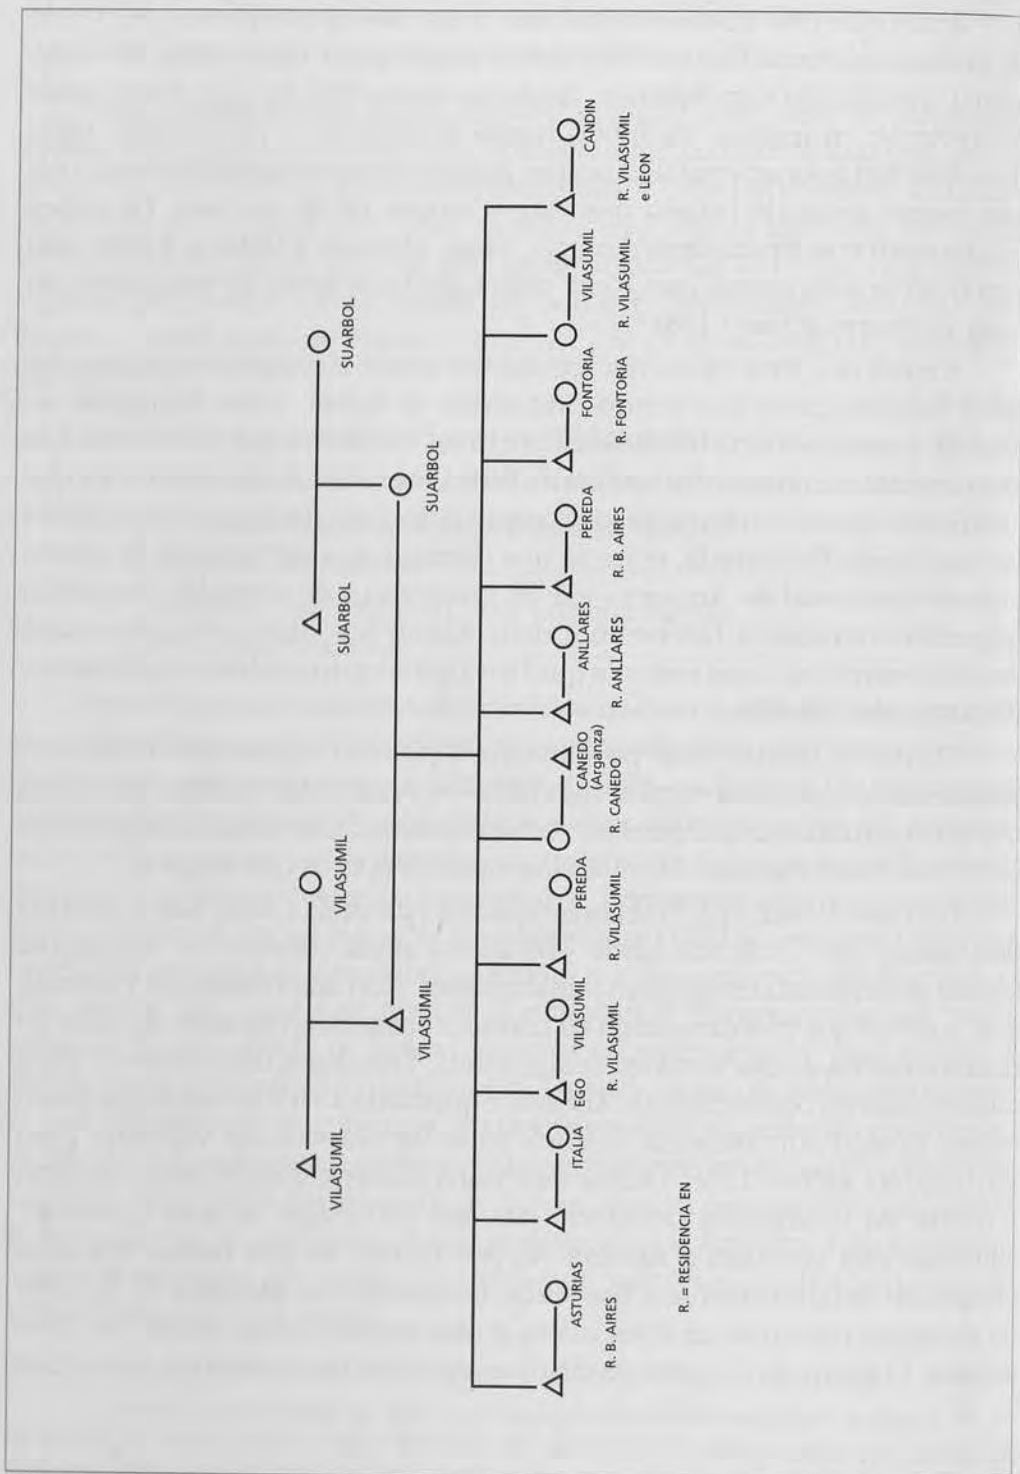 VILASUMIL
VILASUMIL
SUARBOL
SUARBOL
VILASUMIL
SUARBOL
ASTURIAS
R. B. AIRES
ITALIA
EGO
VILASUMIL
R. VILASUMIL
PEREDA
R. VILASUMIL
CANEDO
(Arganza)
R. CANEDO
ANLLARES
R. ANLLARES
PEREDA
R. B. AIRES
FONTORIA
R. FONTORIA
VILASUMIL
R. VILASUMIL
CANDIN
R. VILASUMIL
e LEON
R. = RESIDENCIA EN